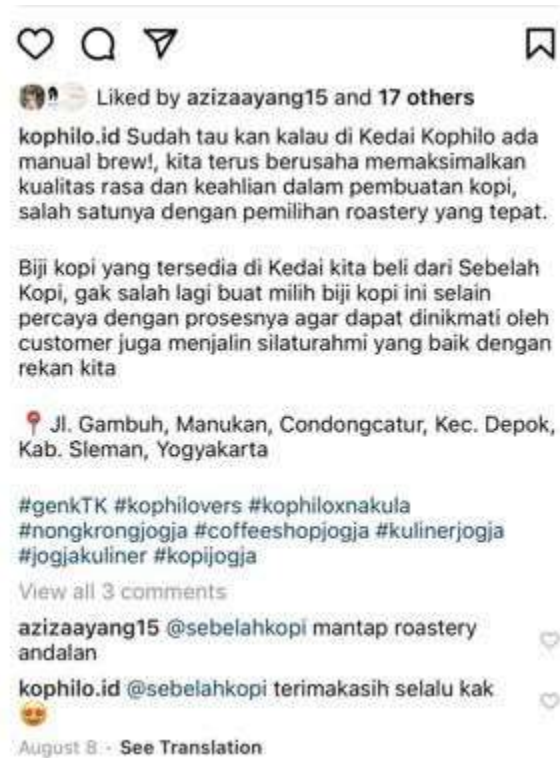 Liked by azizaayang15 and 17 others
kophilo.id Sudah tau kan kalau di Kedai Kophilo ada
manual brew!, kita terus berusaha memaksimalkan
kualitas rasa dan keahlian dalam pembuatan kopi,
salah satunya dengan pemilihan roastery yang tepat.
Biji kopi yang tersedia di Kedai kita beli dari Sebelah
Kopi, gak salah lagi buat milih biji kopi ini selain
percaya dengan prosesnya agar dapat dinikmati oleh
customer juga menjalin silaturahmi yang baik dengan
rekan kita
📍 Jl. Gambuh, Manukan, Condongcatur, Kec. Depok,
Kab. Sleman, Yogyakarta
#genkTK #kophilovers #kophiloxnakula
#nongkrongjogja #coffeeshopjogja #kulinerjogja
#jogjakuliner #kopijogja
View all 3 comments
azizaayang15 @sebelahkopi mantap roastery
andalan
kophilo.id @sebelahkopi terimakasih selalu kak
😍
August 8 · See Translation